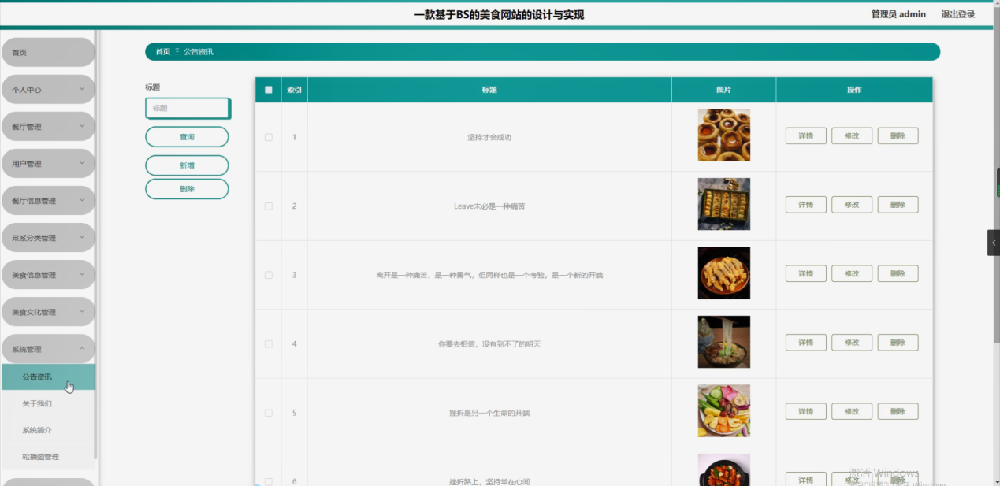 一款基于BS的美食网站的设计与实现
管理员 admin 退出登录
首页
个人中心
餐厅管理
用户管理
餐厅信息管理
菜系分类管理
美食信息管理
美食文化管理
系统管理
公告资讯
关于我们
系统简介
轮播图管理
首页 Ξ 公告资讯
标题
标题
查询
新增
删除
索引 标题 图片 操作
1 坚持才会成功 详情 修改 删除
2 Leave未必是一种痛苦 详情 修改 删除
3 离开是一种痛苦，是一种勇气，但同样也是一个考验，是一个新的开端 详情 修改 删除
4 你要去相信，没有到不了的明天 详情 修改 删除
5 挫折是另一个生命的开端 详情 修改 删除
6 挫折路上，坚持常在心间 详情 修改 删除
激活 Windows